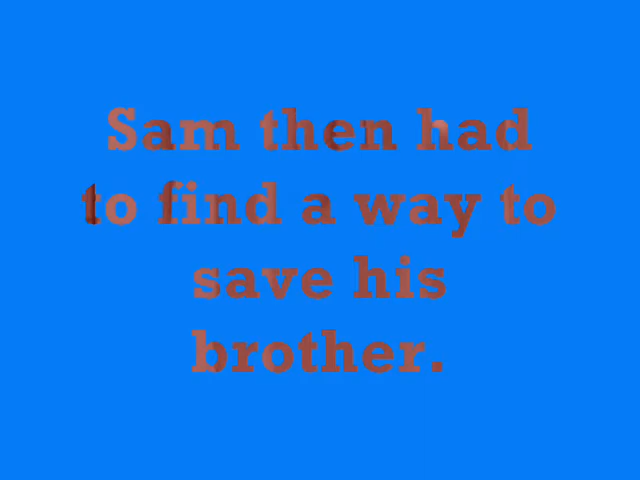 Sam then had
to find a way to
save his
brother.